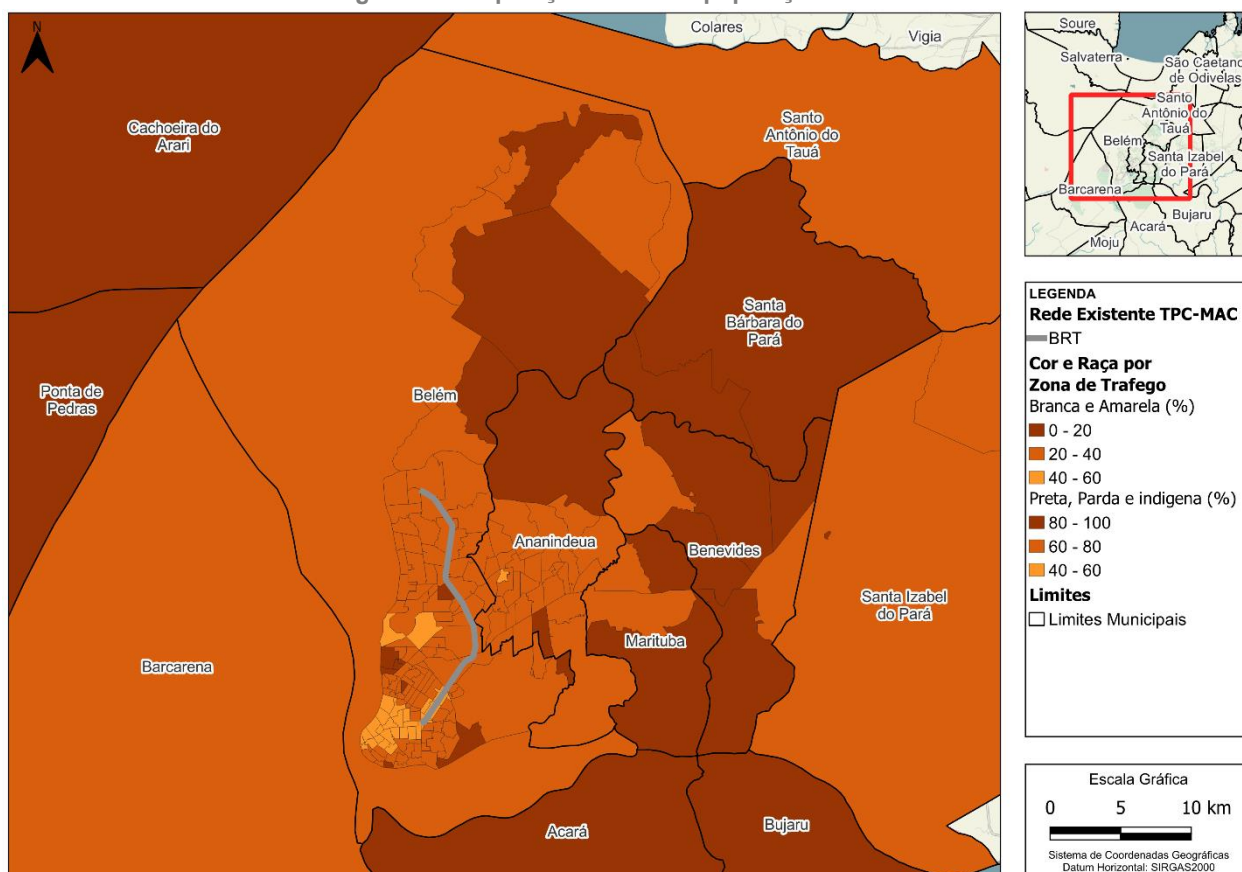 N
Colares
Vigia
Cachoeira do
Arari
Santo
Antônio do
Tauá
Santa
Bárbara do
Pará
Ponta de
Pedras
Belém
Ananindeua
Benevides
Santa Izabel
do Pará
Marituba
Barcarena
Acará
Bujaru
Soure
Salvaterra
São Caetano
de Odivelas
Santo
Antônio do
Tauá
Belém
Santa Izabel
do Pará
Barcarena
Bujaru
Acará
Moju
LEGENDA
Rede Existente TPC-MAC
BRT
Cor e Raça por
Zona de Trafego
Branca e Amarela (%)
0 - 20
20 - 40
40 - 60
Preta, Parda e indigena (%)
80 - 100
60 - 80
40 - 60
Limites
Limites Municipais
Escala Gráfica
0 5 10 km
Sistema de Coordenadas Geográficas
Datum Horizontal: SIRGAS2000